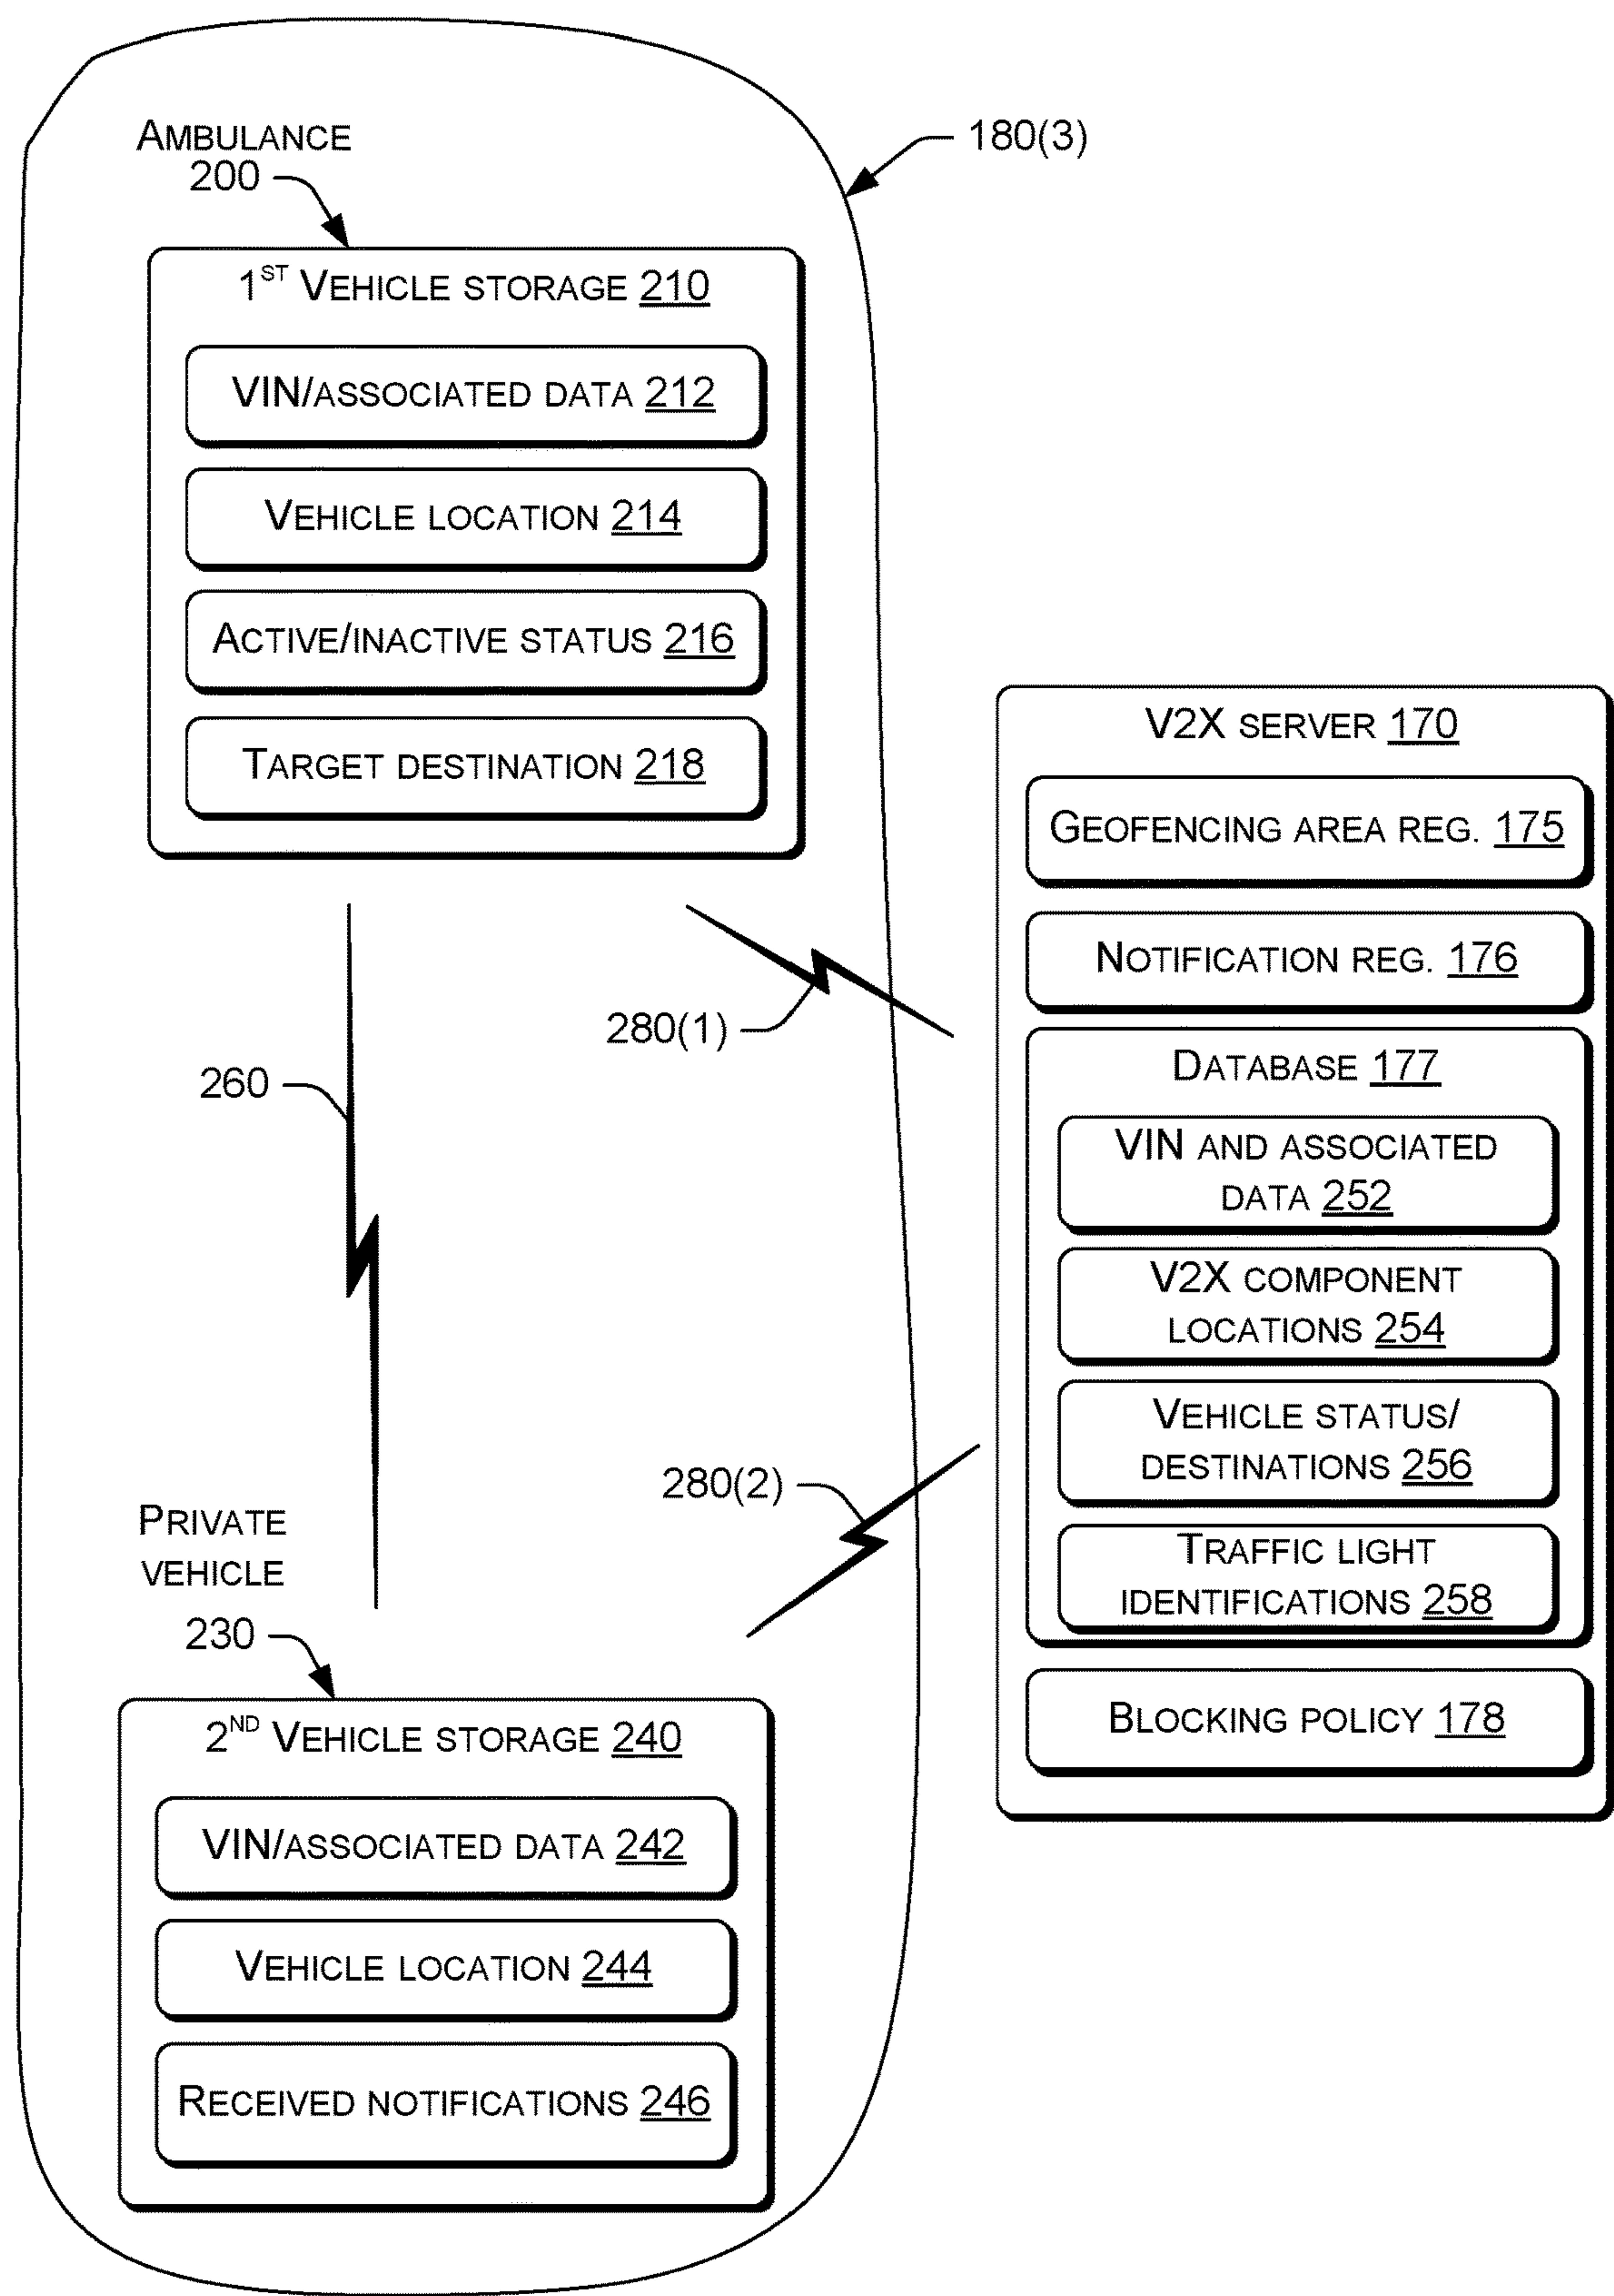 AMBULANCE
200
180(3)
1ST VEHICLE STORAGE 210
VIN/ASSOCIATED DATA 212
VEHICLE LOCATION 214
ACTIVE/INACTIVE STATUS 216
TARGET DESTINATION 218
V2X SERVER 170
GEOFENCING AREA REG. 175
NOTIFICATION REG. 176
DATABASE 177
VIN AND ASSOCIATED
DATA 252
V2X COMPONENT
LOCATIONS 254
VEHICLE STATUS/
DESTINATIONS 256
TRAFFIC LIGHT
IDENTIFICATIONS 258
BLOCKING POLICY 178
280(1)
260
280(2)
PRIVATE
VEHICLE
230
2ND VEHICLE STORAGE 240
VIN/ASSOCIATED DATA 242
VEHICLE LOCATION 244
RECEIVED NOTIFICATIONS 246